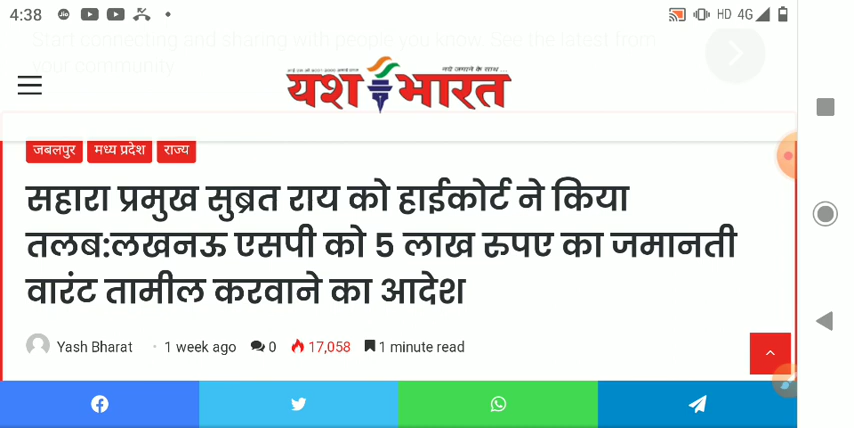 4:38
HD 4G
Start connecting and sharing with people you know. See the latest from
your community
यश भारत
जबलपुर मध्य प्रदेश राज्य
सहारा प्रमुख सुब्रत राय को हाईकोर्ट ने किया
तलब:लखनऊ एसपी को 5 लाख रुपए का जमानती
वारंट तामील करवाने का आदेश
Yash Bharat 1 week ago 0 17,058 1 minute read